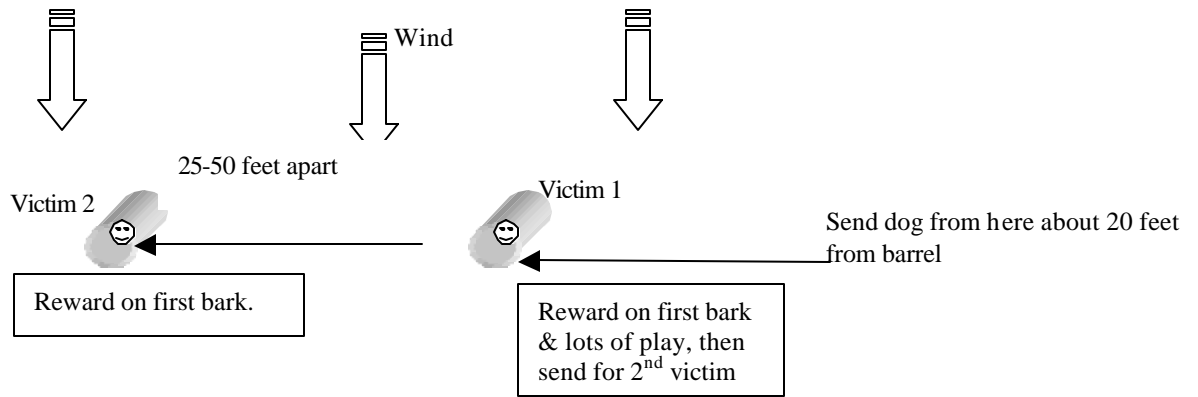 Wind
25-50 feet apart
Victim 2
Victim 1
Send dog from here about 20 feet
from barrel
Reward on first bark.
Reward on first bark
& lots of play, then
send for 2nd victim